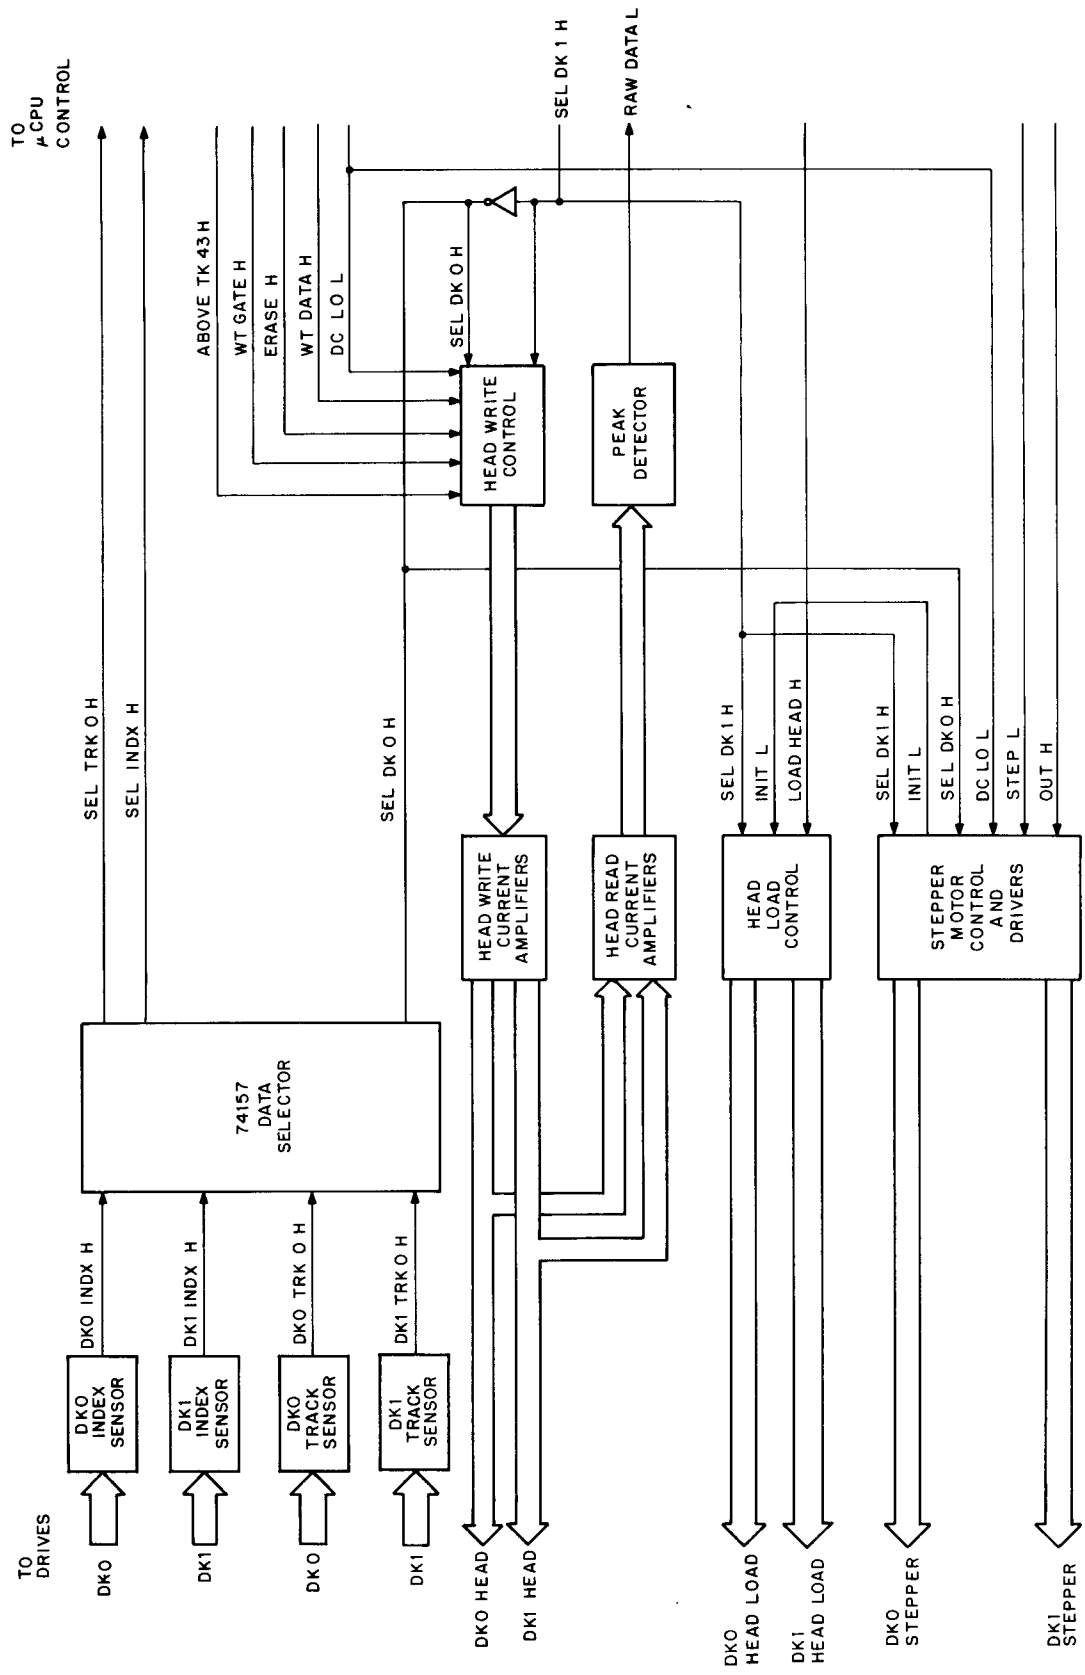 TO
DRIVES
DK0
DK1
DK0
DK1
DK0
INDEX
SENSOR
DK1
INDEX
SENSOR
DK0
TRACK
SENSOR
DK1
TRACK
SENSOR
DK0 INDX H
DK1 INDX H
DK0 TRK 0 H
DK1 TRK 0 H
74157
DATA
SELECTOR
SEL TRK 0 H
SEL INDX H
SEL DK 0 H
TO
μCPU
CONTROL
ABOVE TK 43 H
WT GATE H
ERASE H
WT DATA H
DC LO L
SEL DK 0 H
SEL DK 1 H
RAW DATA L
DK0 HEAD
DK1 HEAD
HEAD WRITE
CURRENT
AMPLIFIERS
HEAD WRITE
CONTROL
HEAD READ
CURRENT
AMPLIFIERS
PEAK
DETECTOR
DK0
HEAD LOAD
DK1
HEAD LOAD
HEAD
LOAD
CONTROL
SEL DK 1 H
INIT L
LOAD HEAD H
DK0
STEPPER
DK1
STEPPER
STEPPER
MOTOR
CONTROL
AND
DRIVERS
SEL DK1 H
INIT L
SEL DK0 H
DC LO L
STEP L
OUT H